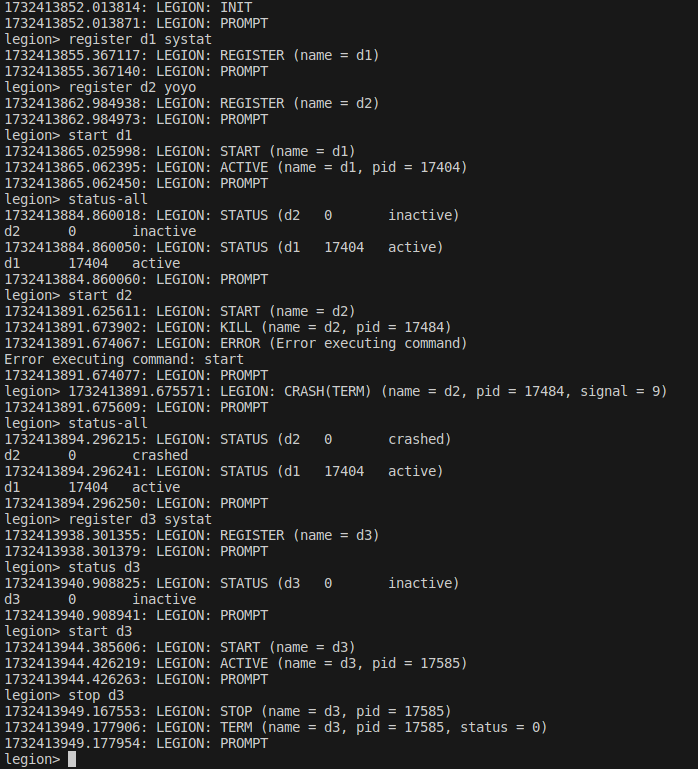 1732413852.013814: LEGION: INIT
1732413852.013871: LEGION: PROMPT
legion> register d1 systat
1732413855.367117: LEGION: REGISTER (name = d1)
1732413855.367140: LEGION: PROMPT
legion> register d2 yoyo
1732413862.984938: LEGION: REGISTER (name = d2)
1732413862.984973: LEGION: PROMPT
legion> start d1
1732413865.025998: LEGION: START (name = d1)
1732413865.062395: LEGION: ACTIVE (name = d1, pid = 17404)
1732413865.062450: LEGION: PROMPT
legion> status-all
1732413884.860018: LEGION: STATUS (d2	0	inactive)
d2	0	inactive
1732413884.860050: LEGION: STATUS (d1	17404	active)
d1	17404	active
1732413884.860060: LEGION: PROMPT
legion> start d2
1732413891.625611: LEGION: START (name = d2)
1732413891.673902: LEGION: KILL (name = d2, pid = 17484)
1732413891.674067: LEGION: ERROR (Error executing command)
Error executing command: start
1732413891.674077: LEGION: PROMPT
legion> 1732413891.675571: LEGION: CRASH(TERM) (name = d2, pid = 17484, signal = 9)
1732413891.675609: LEGION: PROMPT
legion> status-all
1732413894.296215: LEGION: STATUS (d2	0	crashed)
d2	0	crashed
1732413894.296241: LEGION: STATUS (d1	17404	active)
d1	17404	active
1732413894.296250: LEGION: PROMPT
legion> register d3 systat
1732413938.301355: LEGION: REGISTER (name = d3)
1732413938.301379: LEGION: PROMPT
legion> status d3
1732413940.908825: LEGION: STATUS (d3	0	inactive)
d3	0	inactive
1732413940.908941: LEGION: PROMPT
legion> start d3
1732413944.385606: LEGION: START (name = d3)
1732413944.426219: LEGION: ACTIVE (name = d3, pid = 17585)
1732413944.426263: LEGION: PROMPT
legion> stop d3
1732413949.167553: LEGION: STOP (name = d3, pid = 17585)
1732413949.177906: LEGION: TERM (name = d3, pid = 17585, status = 0)
1732413949.177954: LEGION: PROMPT
legion>